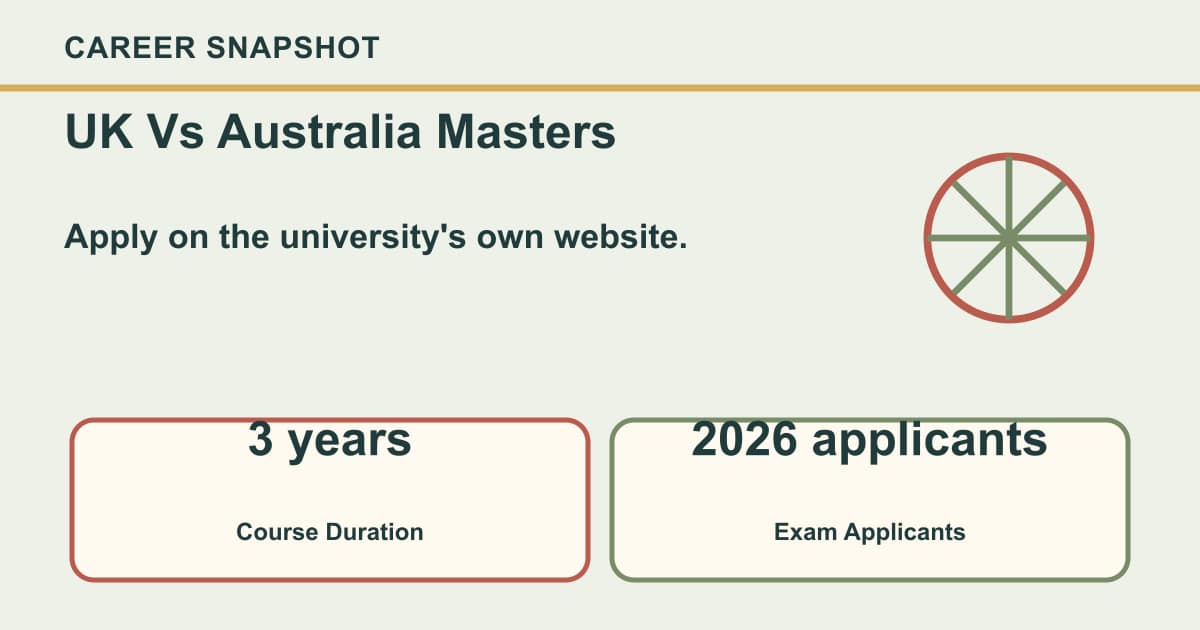 CAREER SNAPSHOT
UK Vs Australia Masters
Apply on the university's own website.
3 years
Course Duration
2026 applicants
Exam Applicants